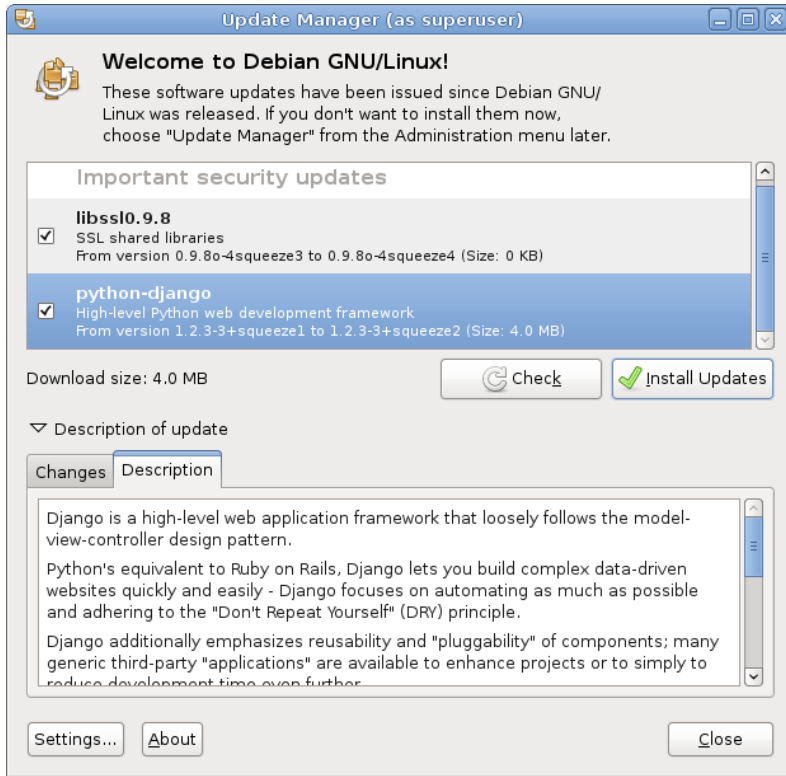 Update Manager (as superuser)
Welcome to Debian GNU/Linux!
These software updates have been issued since Debian GNU/
Linux was released. If you don't want to install them now,
choose "Update Manager" from the Administration menu later.
Important security updates
libssl0.9.8
SSL shared libraries
From version 0.9.8o-4squeeze3 to 0.9.8o-4squeeze4 (Size: 0 KB)
python-django
High-level Python web development framework
From version 1.2.3-3+squeeze1 to 1.2.3-3+squeeze2 (Size: 4.0 MB)
Download size: 4.0 MB
Check
Install Updates
Description of update
Changes
Description
Django is a high-level web application framework that loosely follows the model-
view-controller design pattern.
Python's equivalent to Ruby on Rails, Django lets you build complex data-driven
websites quickly and easily - Django focuses on automating as much as possible
and adhering to the "Don't Repeat Yourself" (DRY) principle.
Django additionally emphasizes reusability and "pluggability" of components; many
generic third-party "applications" are available to enhance projects or to simply to
reduce development time even further.
Settings...
About
Close